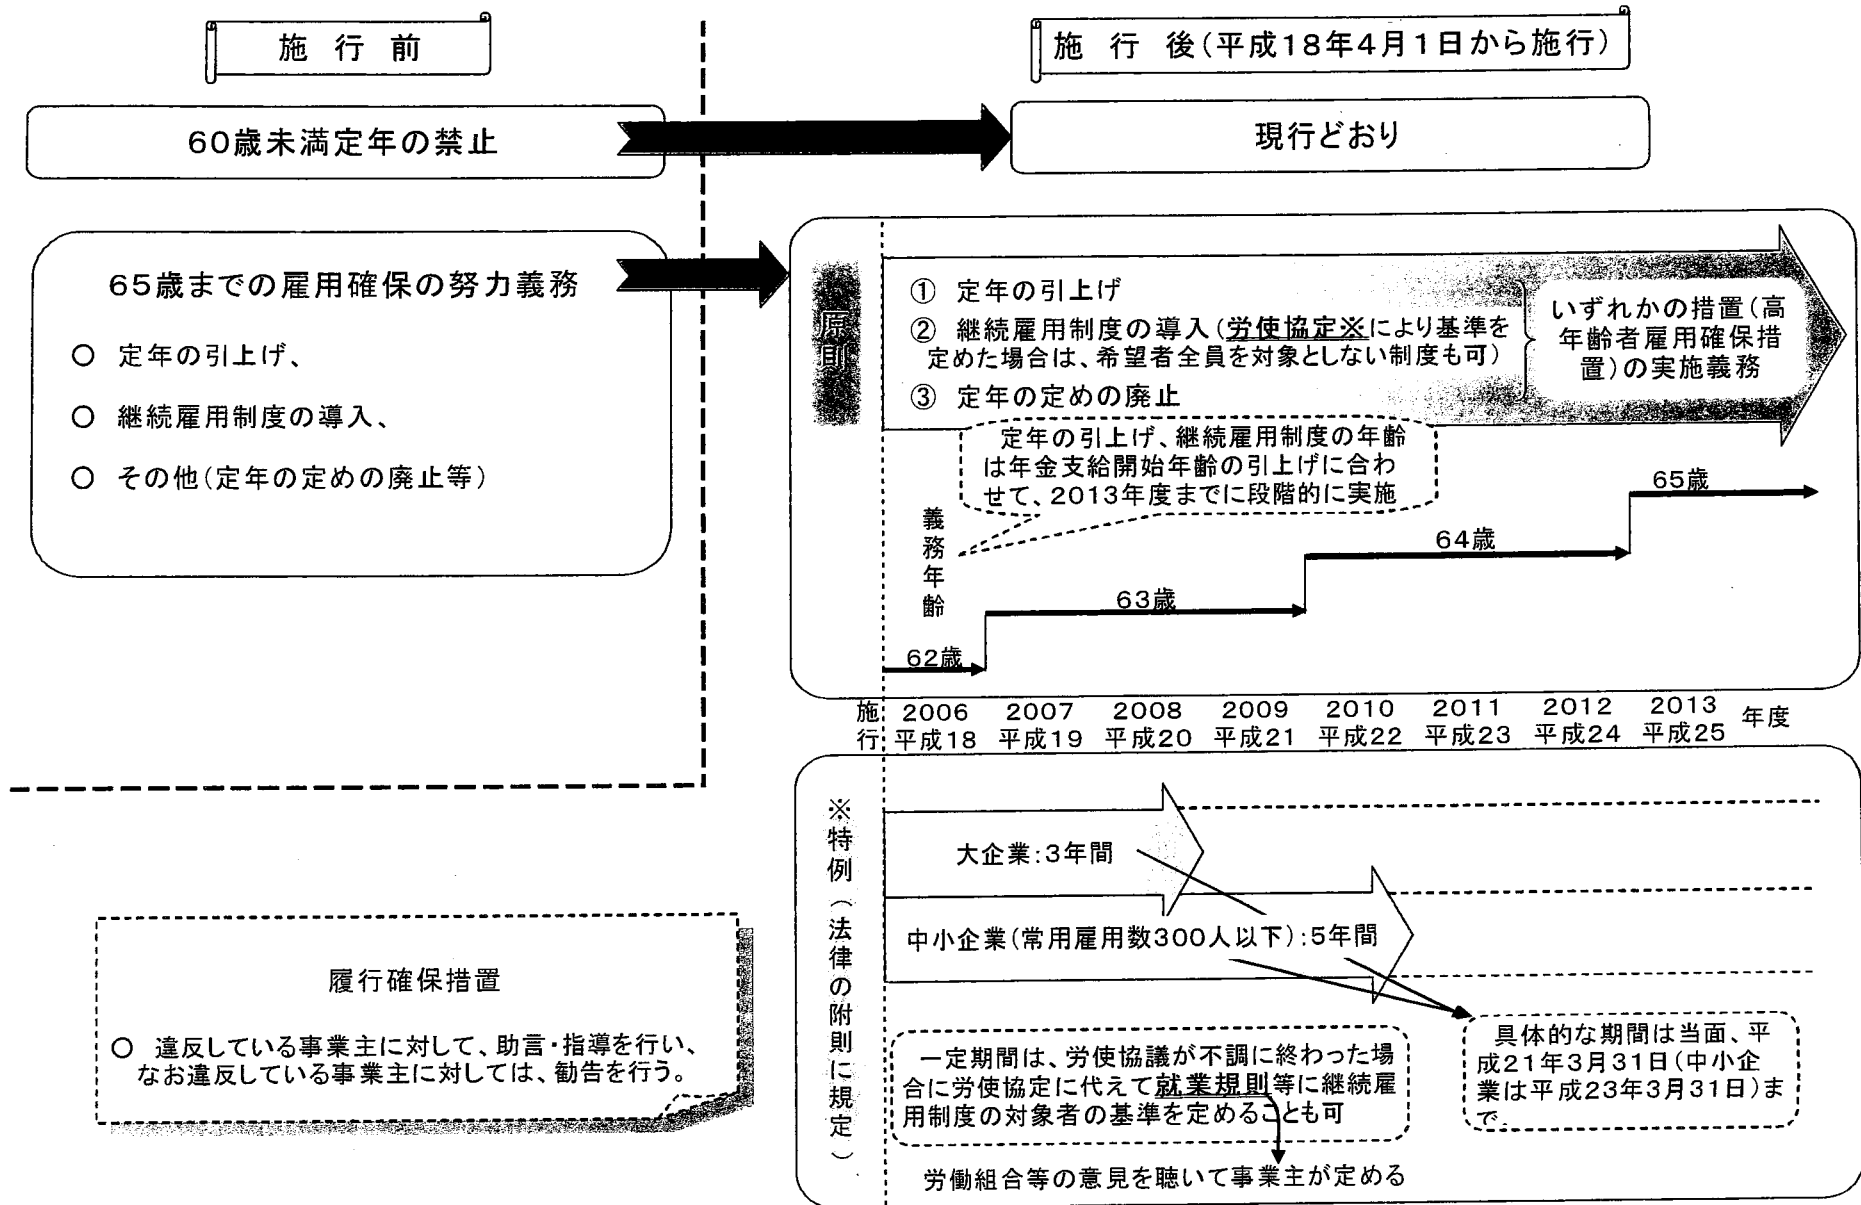 施 行 前
施 行 後(平成18年4月1日から施行)
60歳未満定年の禁止
現行どおり
65歳までの雇用確保の努力義務
○ 定年の引上げ、
○ 継続雇用制度の導入、
○ その他(定年の定めの廃止等)
原則
① 定年の引上げ
② 継続雇用制度の導入(労使協定※により基準を
定めた場合は、希望者全員を対象としない制度も可)
③ 定年の定めの廃止
いずれかの措置(高
年齢者雇用確保措
置)の実施義務
定年の引上げ、継続雇用制度の年齢
は年金支給開始年齢の引上げに合わ
せて、2013年度までに段階的に実施
義務年齢
62歳
63歳
64歳
65歳
施行
2006 2007 2008 2009 2010 2011 2012 2013 年度
平成18 平成19 平成20 平成21 平成22 平成23 平成24 平成25
※特例(法律の附則に規定)
大企業:3年間
中小企業(常用雇用数300人以下):5年間
一定期間は、労使協議が不調に終わった場
合に労使協定に代えて就業規則等に継続雇
用制度の対象者の基準を定めることも可
労働組合等の意見を聴いて事業主が定める
具体的な期間は当面、平
成21年3月31日(中小企
業は平成23年3月31日)ま
で。
履行確保措置
○ 違反している事業主に対して、助言・指導を行い、
なお違反している事業主に対しては、勧告を行う。